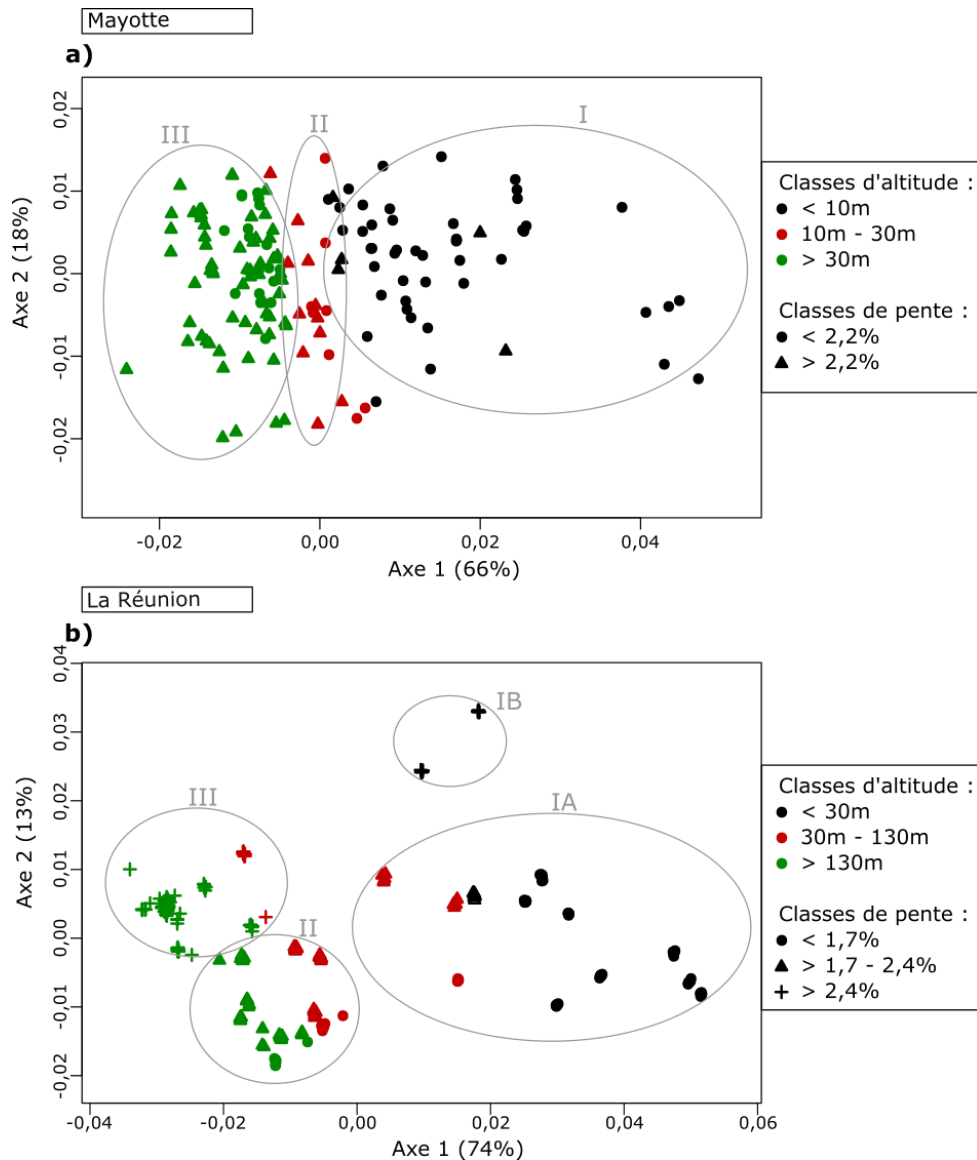 Mayotte
a)
III
II
I
0,02
0,01
0,00
-0,01
-0,02
Axe 2 (18%)
-0,02
0,00
0,02
0,04
Axe 1 (66%)
Classes d'altitude :
< 10m
10m - 30m
> 30m
Classes de pente :
< 2,2%
> 2,2%
La Réunion
b)
IB
III
IA
II
0,04
0,03
0,02
0,01
0,00
-0,01
-0,02
Axe 2 (13%)
-0,04
-0,02
0,00
0,02
0,04
0,06
Axe 1 (74%)
Classes d'altitude :
< 30m
30m - 130m
> 130m
Classes de pente :
< 1,7%
> 1,7 - 2,4%
> 2,4%